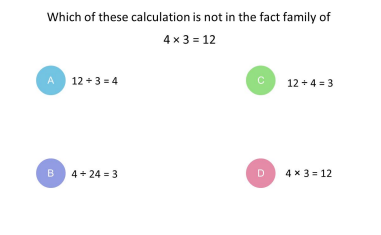 Which of these calculation is not in the fact family of
4 × 3 = 12
A 12 ÷ 3 = 4
C 12 ÷ 4 = 3
B 4 ÷ 24 = 3
D 4 × 3 = 12